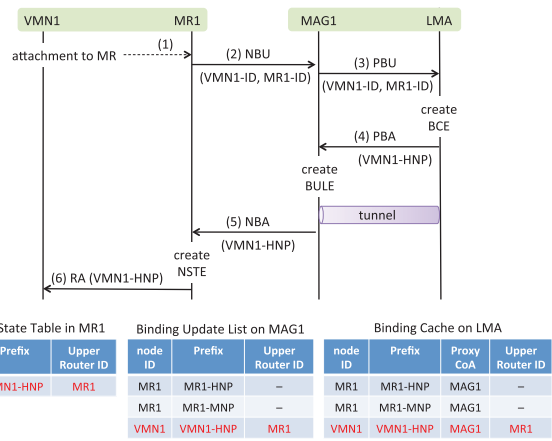 VMN1 MR1 MAG1 LMA
attachment to MR
(1)
(2) NBU
(VMN1-ID, MR1-ID)
(3) PBU
(VMN1-ID, MR1-ID)
create
BCE
(4) PBA
(VMN1-HNP)
create
BULE
tunnel
(5) NBA
(VMN1-HNP)
create
NSTE
(6) RA (VMN1-HNP)
State Table in MR1
Prefix Upper Router ID
MR1
Binding Update List on MAG1
node ID Prefix Upper Router ID
MR1 MR1-HNP –
MR1 MR1-MNP –
VMN1 VMN1-HNP MR1
Binding Cache on LMA
node ID Prefix Proxy CoA Upper Router ID
MR1 MR1-HNP MAG1 –
MR1 MR1-MNP MAG1 –
VMN1 VMN1-HNP MAG1 MR1